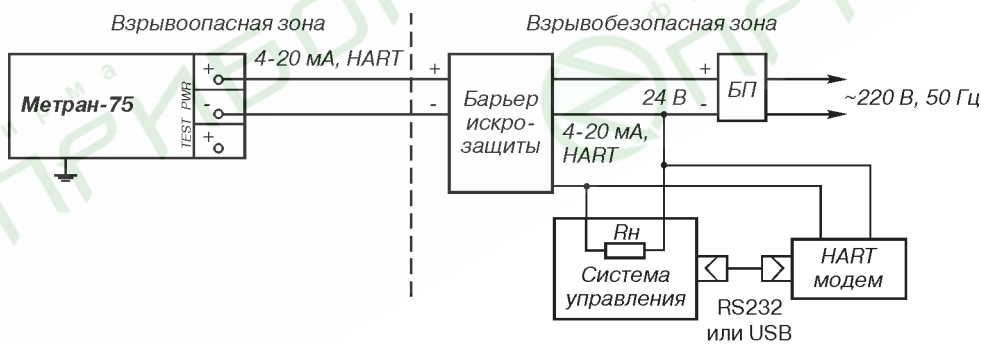 Взрывоопасная зона
Взрывобезопасная зона
4-20 мА, HART
Метран-75
TEST PWR
+
-
+
+
-
Барьер
искро-
защиты
24 В
+
-
БП
~220 В, 50 Гц
4-20 мА,
HART
Rн
Система
управления
HART
модем
RS232
или USB